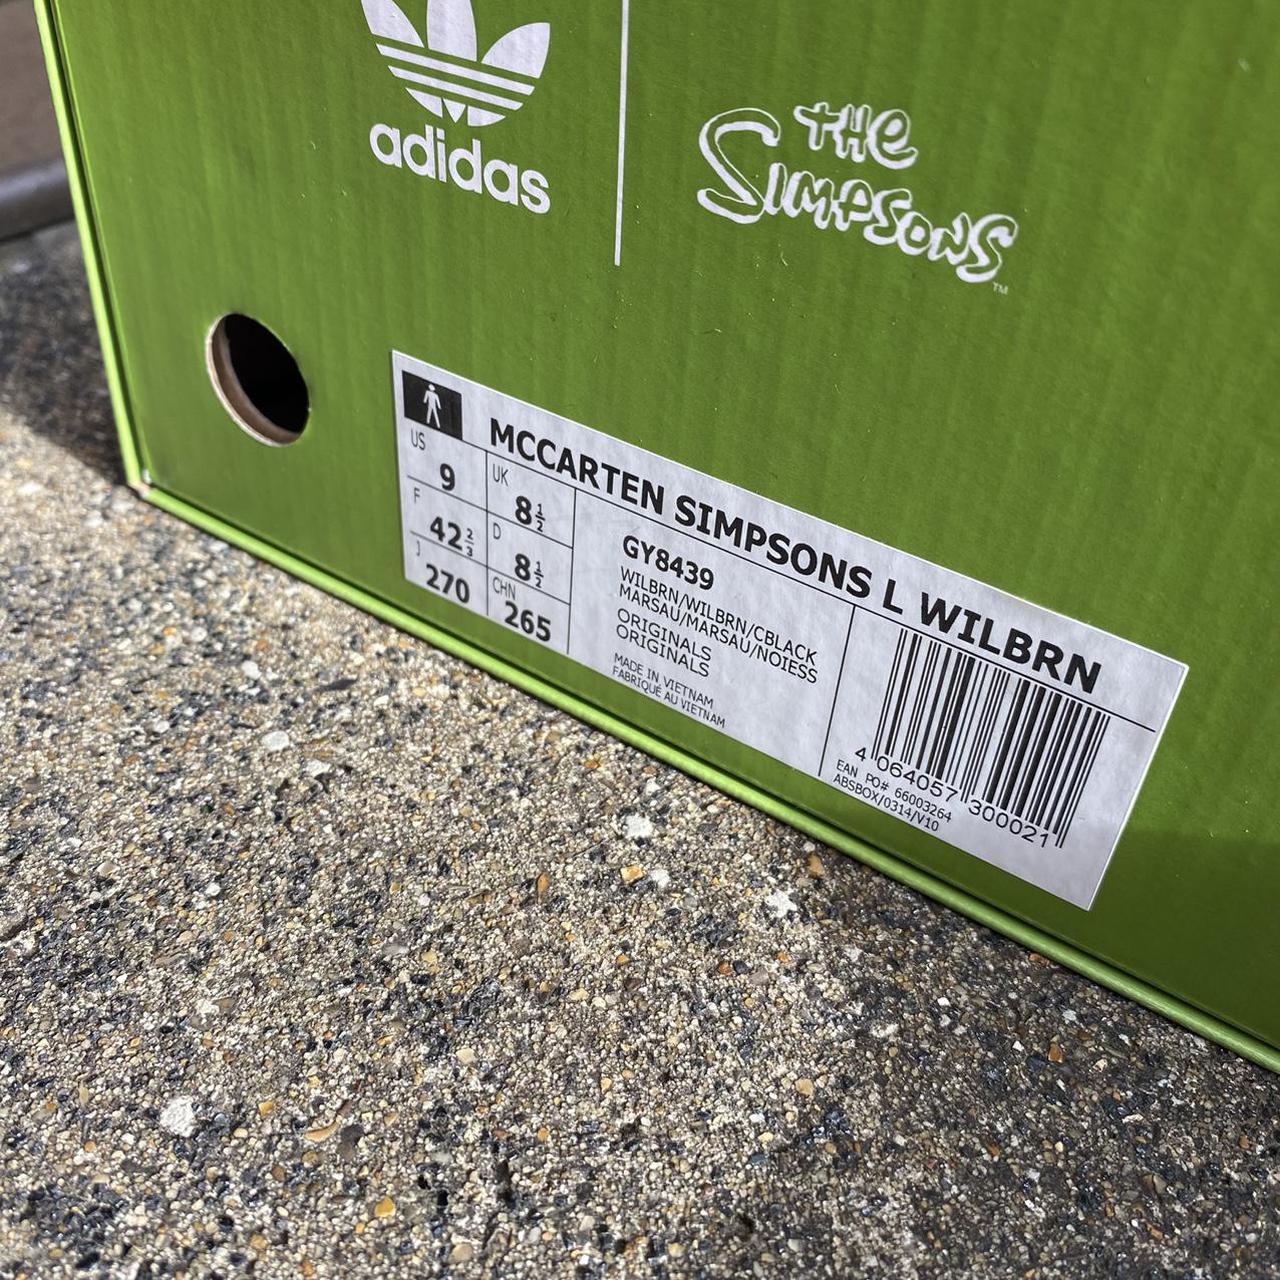 adidas
THE
SIMPSONS
TM
MCCARTEN SIMPSONS L WILBRN
US
9
UK
8½
F
42⅔
D
8½
J
270
CHN
265
GY8439
WILBRN/WILBRN/CBLACK
MARSAU/MARSAU/NOIESS
ORIGINALS
ORIGINALS
MADE IN VIETNAM
FABRIQUÉ AU VIETNAM
4 064057 300021
EAN PO# 66003264
ABSBOX/0314/V10